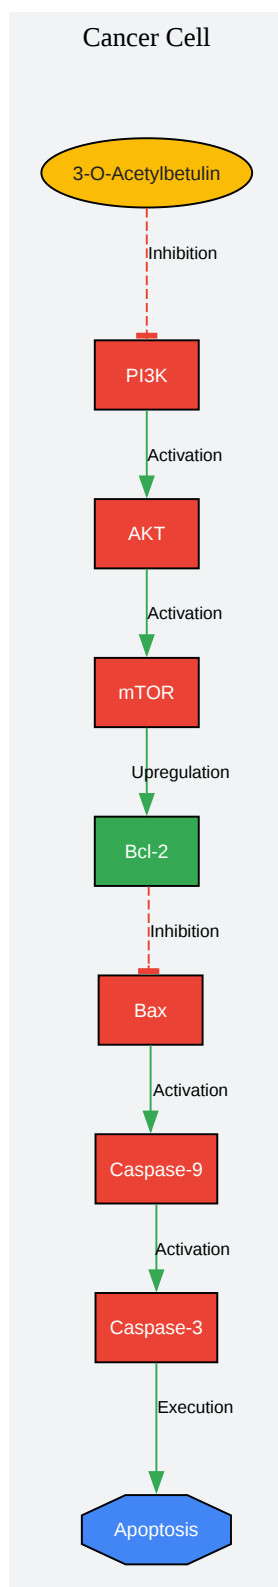 Cancer Cell
3-O-Acetylbetulin
Inhibition
PI3K
Activation
AKT
Activation
mTOR
Upregulation
Bcl-2
Inhibition
Bax
Activation
Caspase-9
Activation
Caspase-3
Execution
Apoptosis